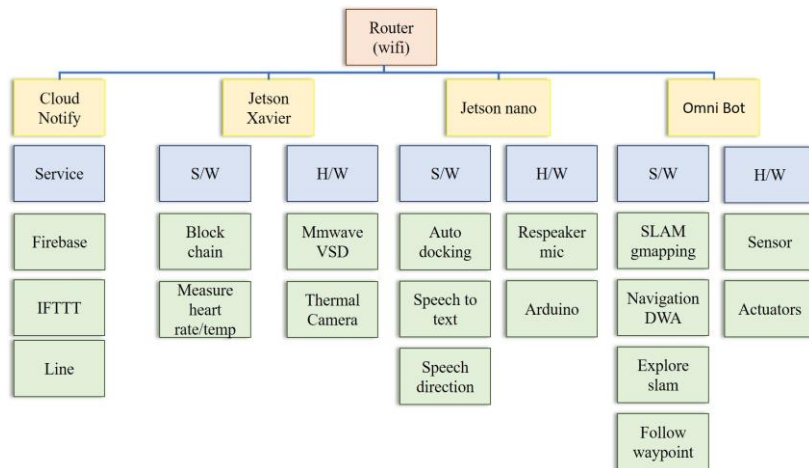 Router
(wifi)
Cloud
Notify
Jetson
Xavier
Jetson nano
Omni Bot
Service
S/W
H/W
S/W
H/W
S/W
H/W
Firebase
Block
chain
Mmwave
VSD
Auto
docking
Respeaker
mic
SLAM
gmapping
Sensor
IFTTT
Measure
heart
rate/temp
Thermal
Camera
Speech to
text
Arduino
Navigation
DWA
Actuators
Line
Speech
direction
Explore
slam
Follow
waypoint